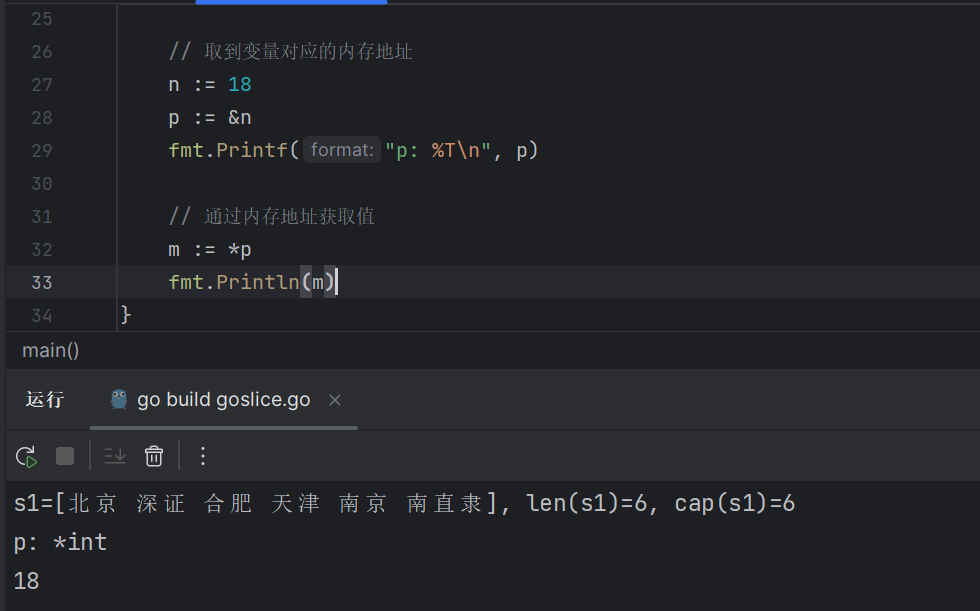 25
26 // 取到变量对应的内存地址
27 n := 18
28 p := &n
29 fmt.Printf( format: "p: %T\n", p)
30
31 // 通过内存地址获取值
32 m := *p
33 fmt.Println(m)
34 }
main()
运行 go build goslice.go ×
s1=[北京 深证 合肥 天津 南京 南直隶], len(s1)=6, cap(s1)=6
p: *int
18